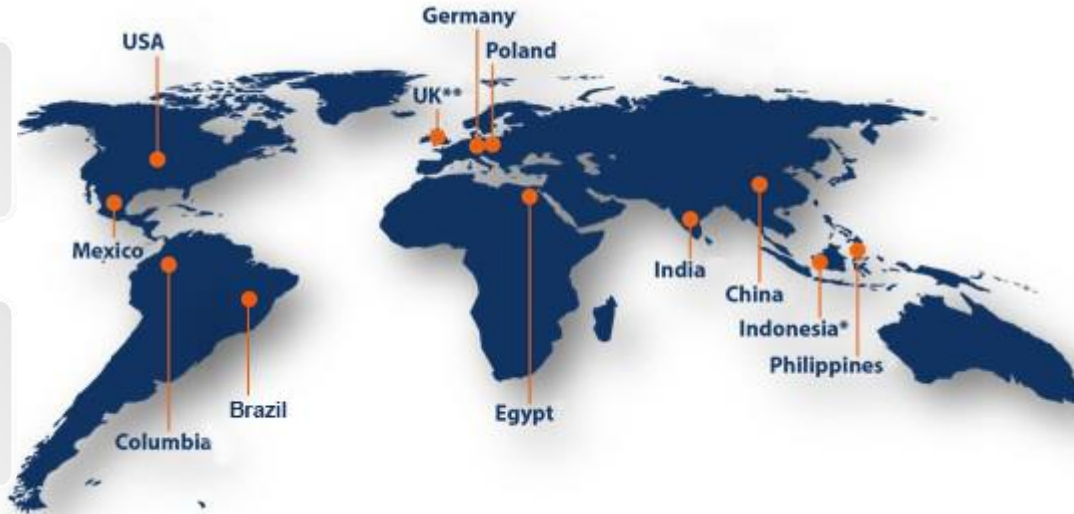 Germany
USA
Poland
UK**
Mexico
India
China
Indonesia*
Philippines
Brazil
Egypt
Columbia